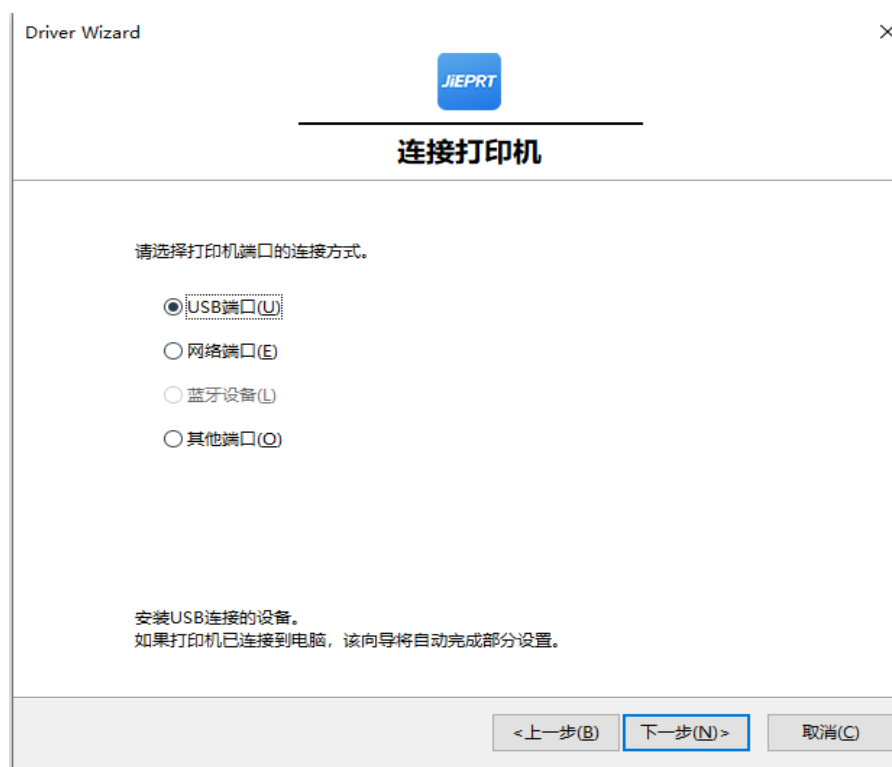 Driver Wizard
JiEPRT
连接打印机
请选择打印机端口的连接方式。
USB端口(U)
网络端口(E)
蓝牙设备(L)
其他端口(O)
安装USB连接的设备。
如果打印机已连接到电脑，该向导将自动完成部分设置。
<上一步(B)
下一步(N)>
取消(C)